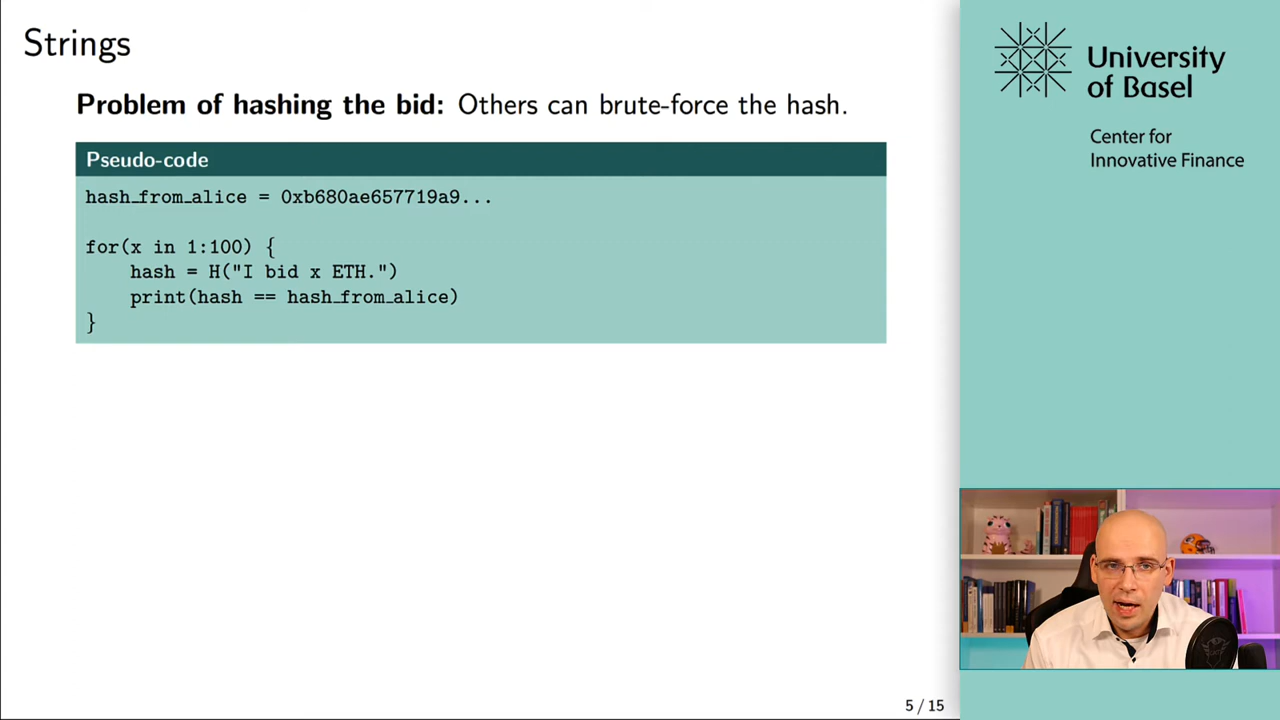 Strings
Problem of hashing the bid: Others can brute-force the hash.
Pseudo-code
hash_from_alice = 0xb680ae657719a9...
for(x in 1:100) {
hash = H("I bid x ETH.")
print(hash == hash_from_alice)
}
5 / 15
University
of Basel
Center for
Innovative Finance